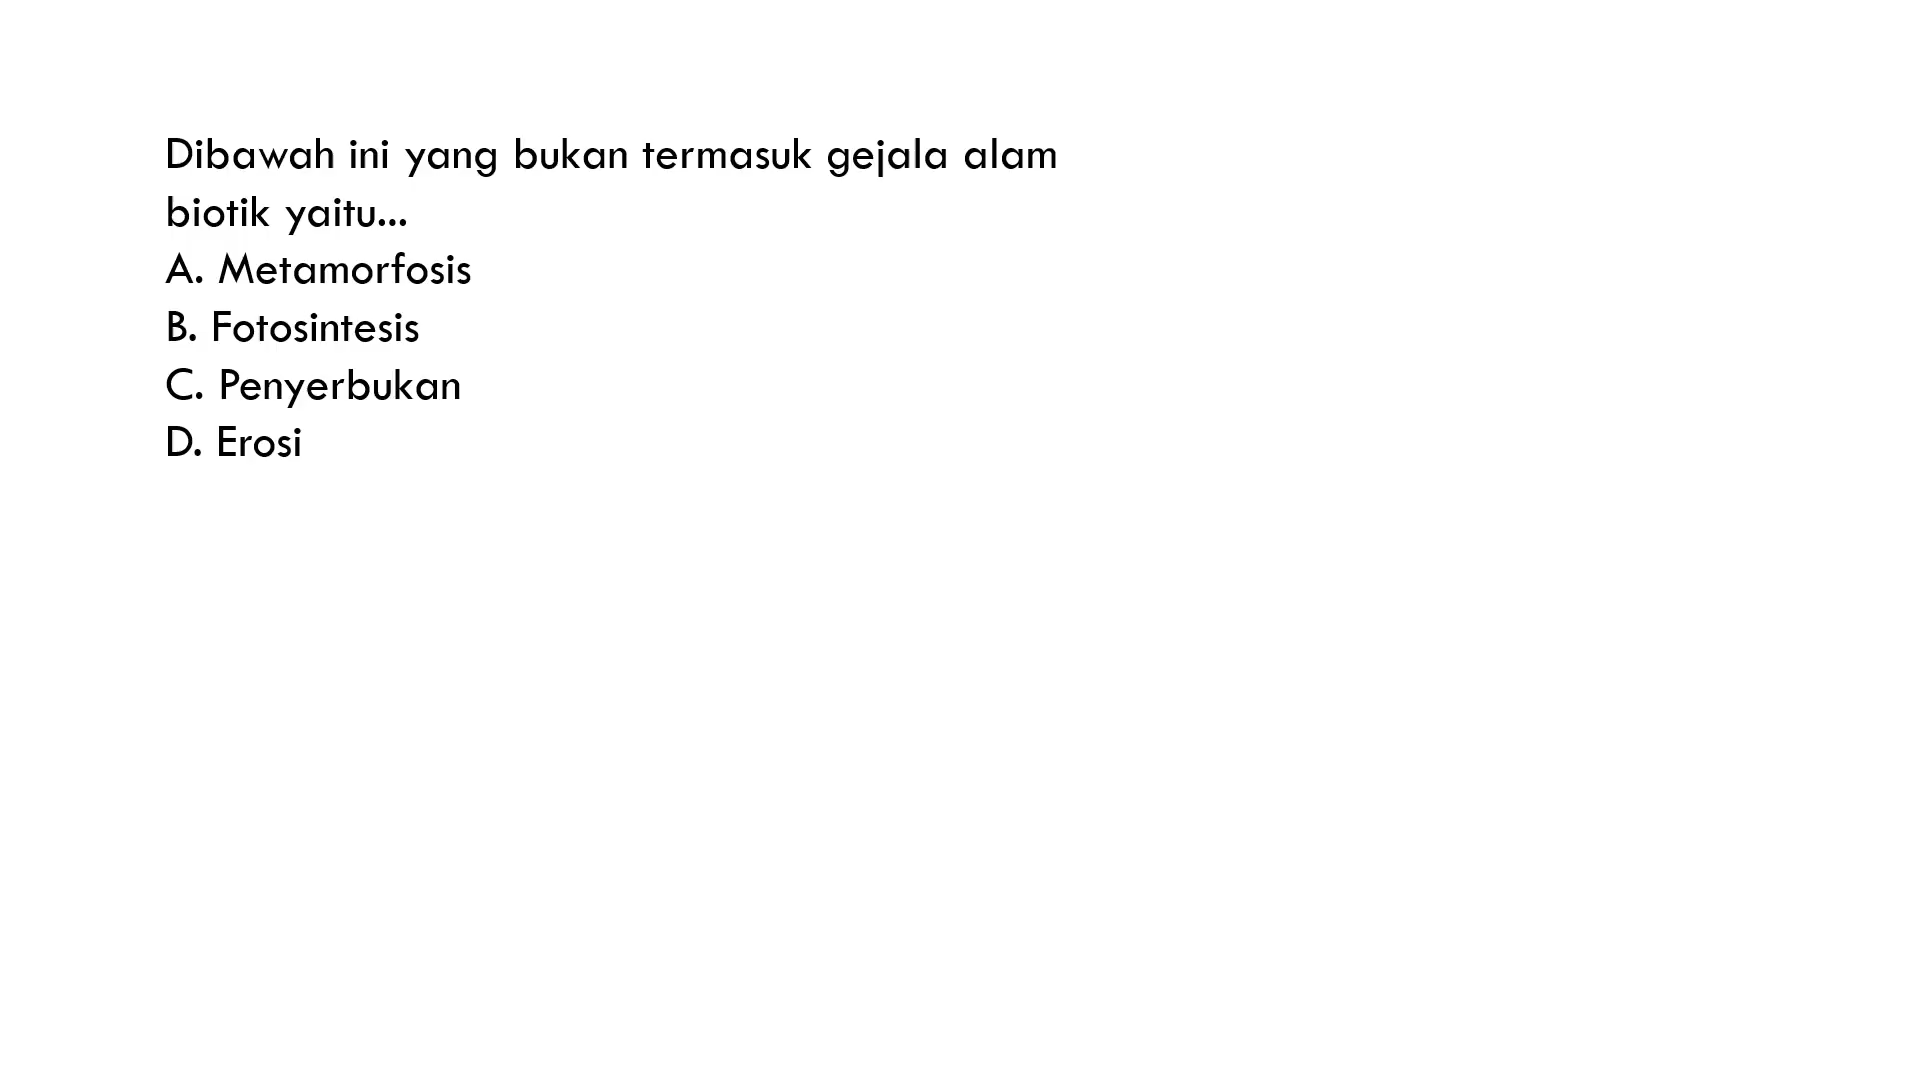 Dibawah ini yang bukan termasuk gejala alam
biotik yaitu...
A. Metamorfosis
B. Fotosintesis
C. Penyerbukan
D. Erosi